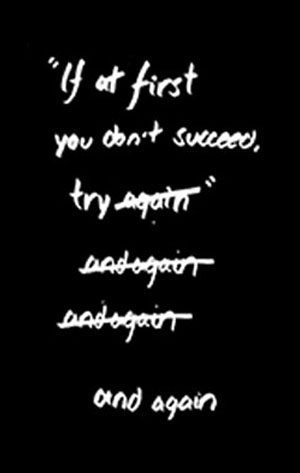 "If at first
you don't succeed,
try again"
and again
and again
and again